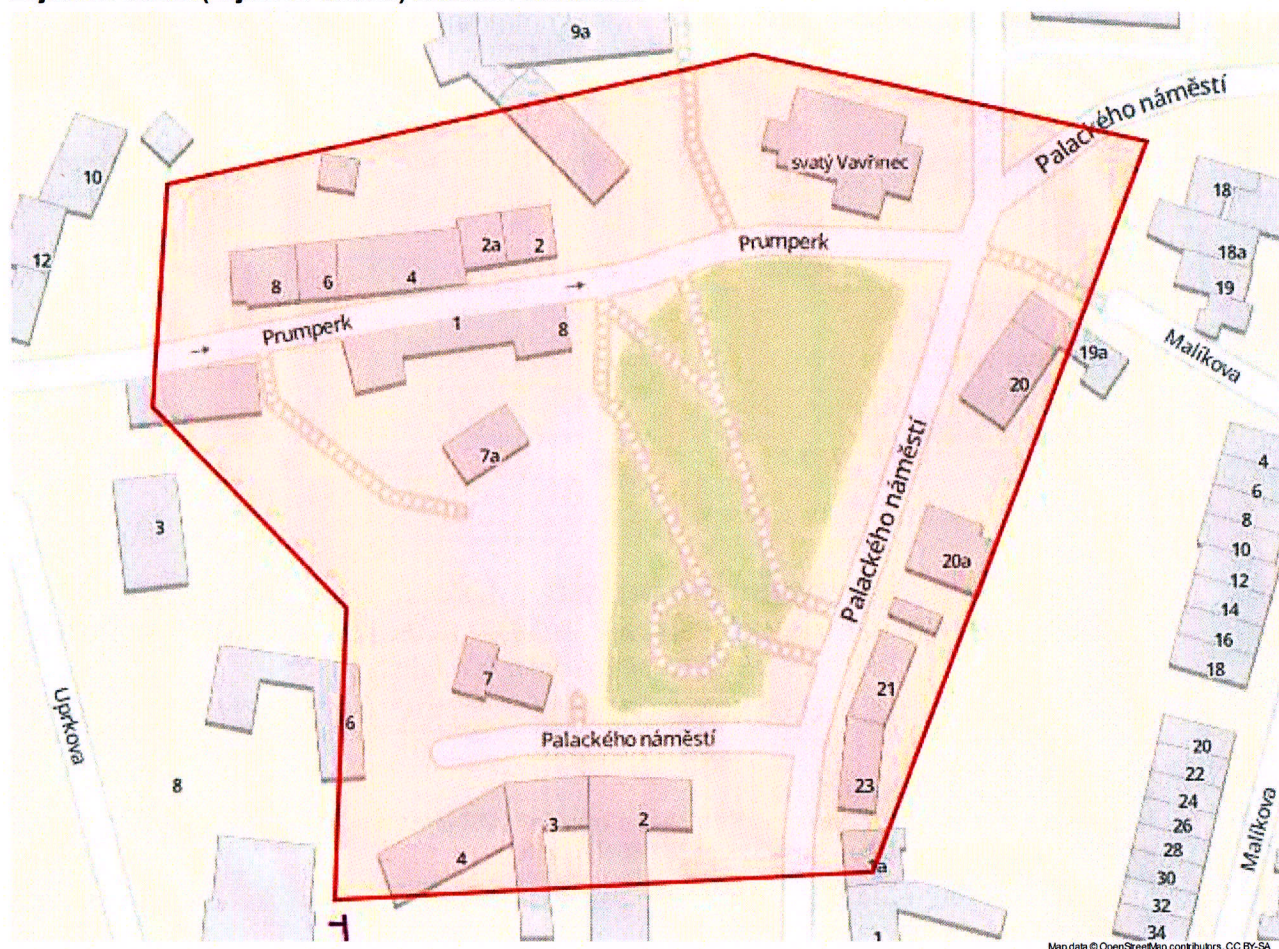 9a
Palackého náměstí
10
svatý Vavřinec
18
12
2a
2
Prumperk
18a
8
6
4
19
Prumperk
1
8
19a
Malíkova
20
7a
Palackého náměstí
4
6
3
8
10
20a
12
14
16
18
7
21
Uprkova
6
Palackého náměstí
20
8
23
22
24
3
2
26
4
28
1a
30
Malíkova
32
1
34
Map data © OpenStreetMap contributors, CC BY-SA